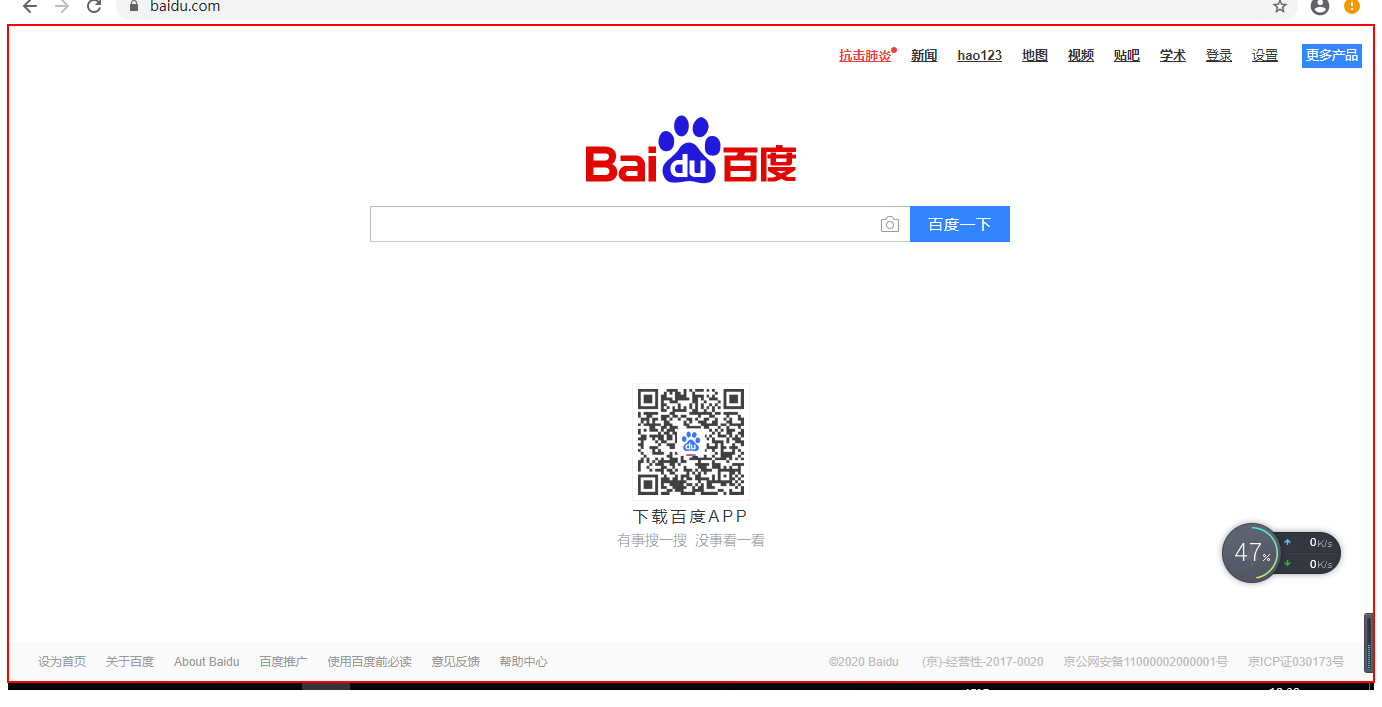 baidu.com
抗击肺炎 新闻 hao123 地图 视频 贴吧 学术 登录 设置 更多产品
Bai du 百度
百度一下
du
下载百度APP
有事搜一搜 没事看一看
47% 0K/s
0K/s
设为首页 关于百度 About Baidu 百度推广 使用百度前必读 意见反馈 帮助中心 ©2020 Baidu (京)-经营性-2017-0020 京公网安备11000002000001号 京ICP证030173号